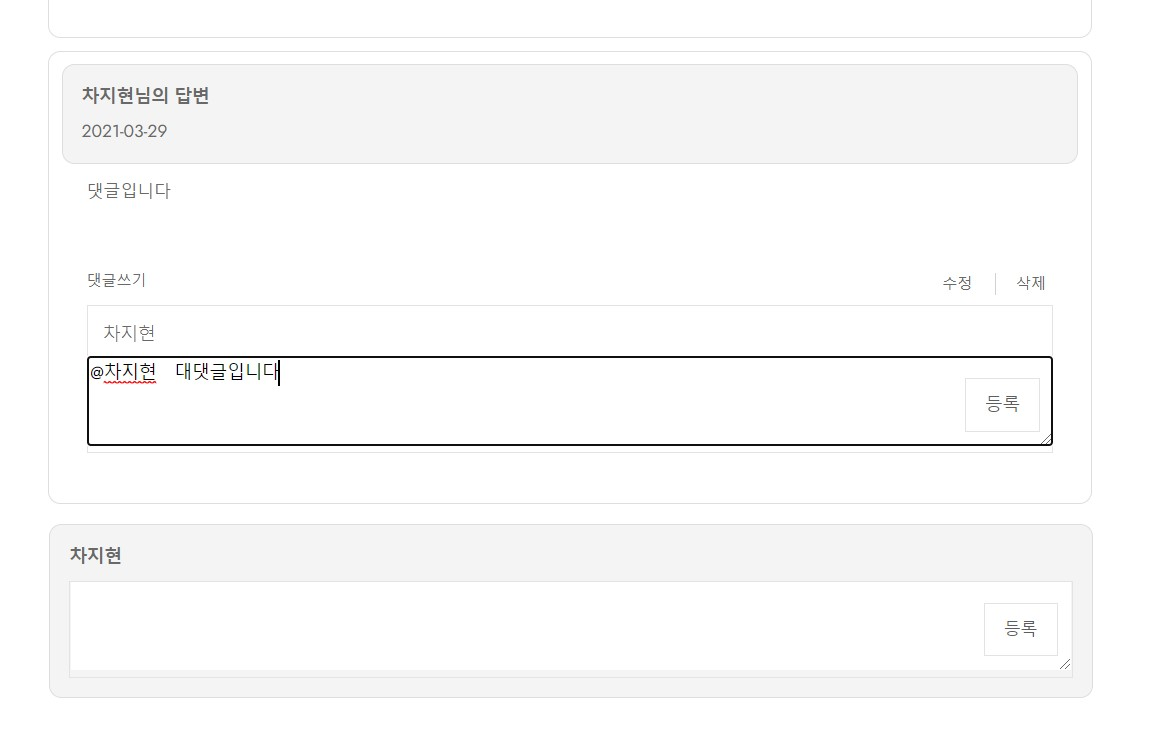 차지현님의 답변
2021-03-29
댓글입니다
댓글쓰기 수정 삭제
차지현
@차지현 대댓글입니다
등록
차지현
등록